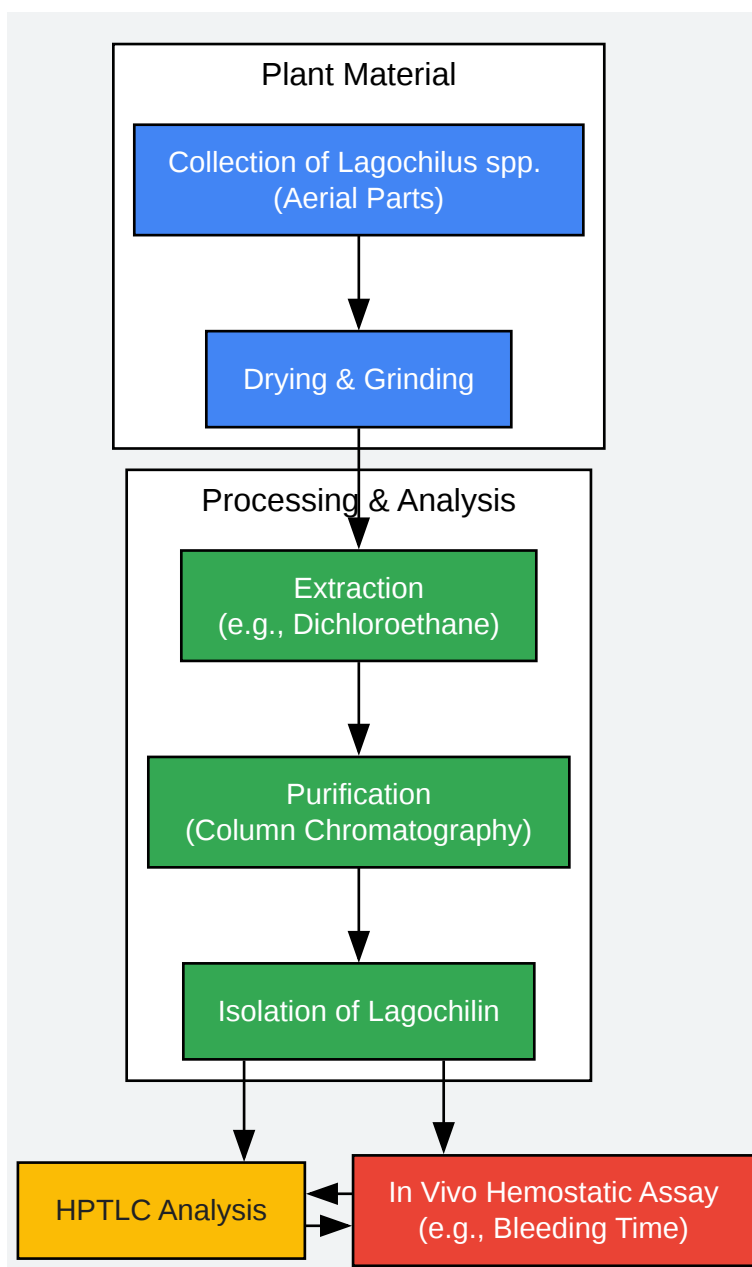 Plant Material
Collection of Lagochilus spp.
(Aerial Parts)
Drying & Grinding
Processing & Analysis
Extraction
(e.g., Dichloroethane)
Purification
(Column Chromatography)
Isolation of Lagochilin
HPTLC Analysis
In Vivo Hemostatic Assay
(e.g., Bleeding Time)